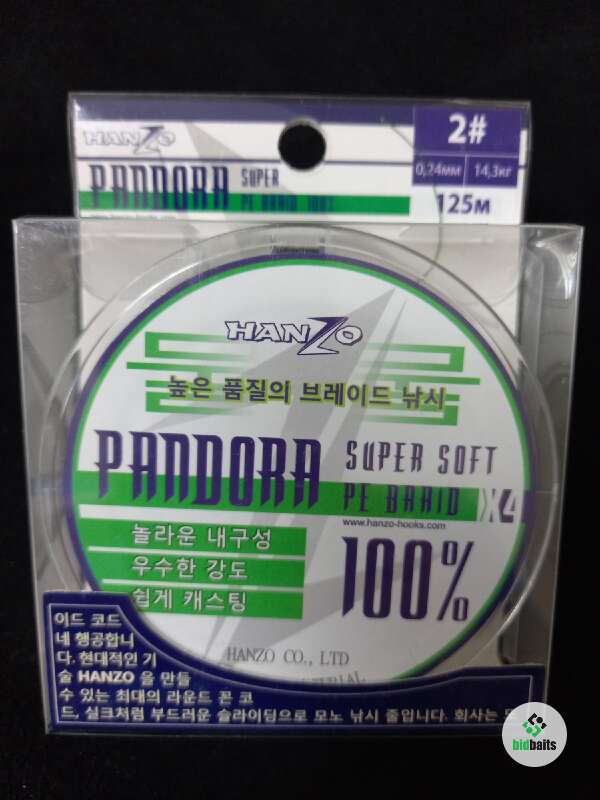 HANZO
2#
PANDORA SUPER
PE BRAID 100%
0,24мм 14,3кг
125м
HANZO
높은 품질의 브레이드 낚시
PANDORA SUPER SOFT
PE BRAID X4
www.hanzo-hooks.com
놀라운 내구성
우수한 강도
쉽게 캐스팅
100%
HANZO CO., LTD
MATERIAL
이드 코드
네 행공합니
다. 현대적인 기
술 HANZO 을 만들
수 있는 최대의 라운드 꼰 코
드, 실크처럼 부드러운 슬라이딩으로 모노 낚시 줄입니다. 회사는
bidbaits